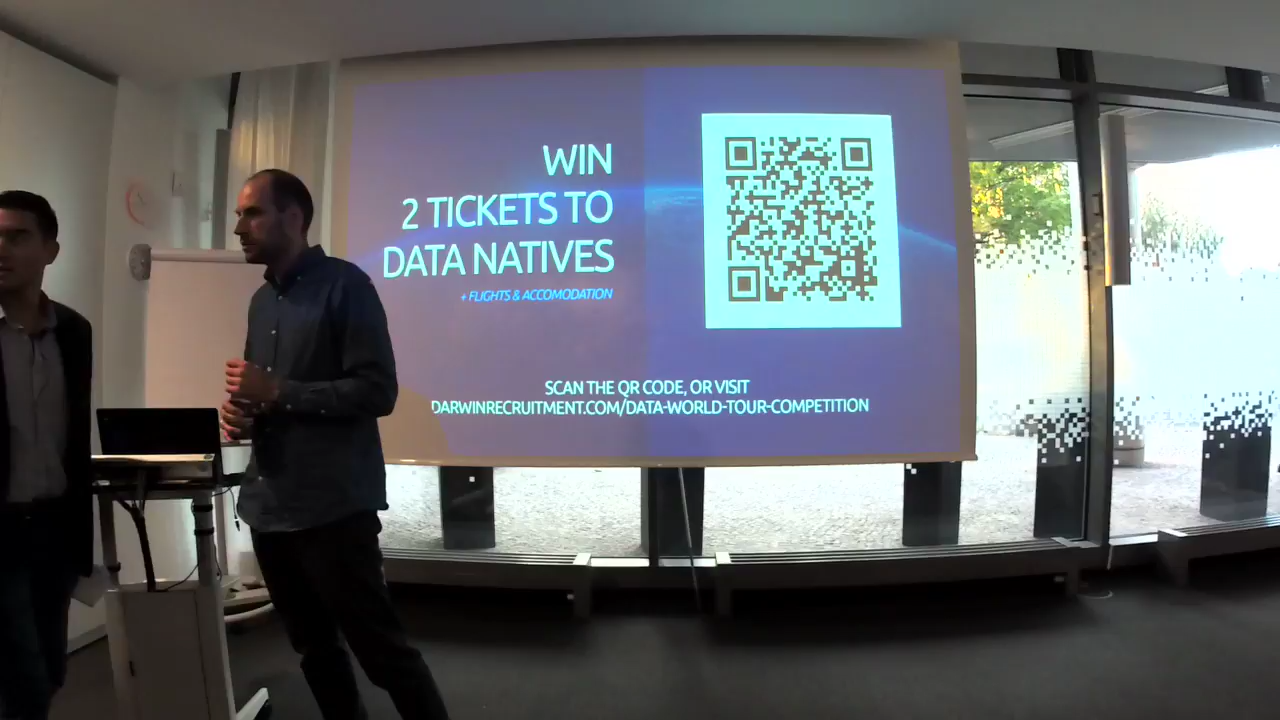 WIN
2 TICKETS TO
DATA NATIVES
+ FLIGHTS & ACCOMODATION
SCAN THE QR CODE, OR VISIT
DARWINRECRUITMENT.COM/DATA-WORLD-TOUR-COMPETITION